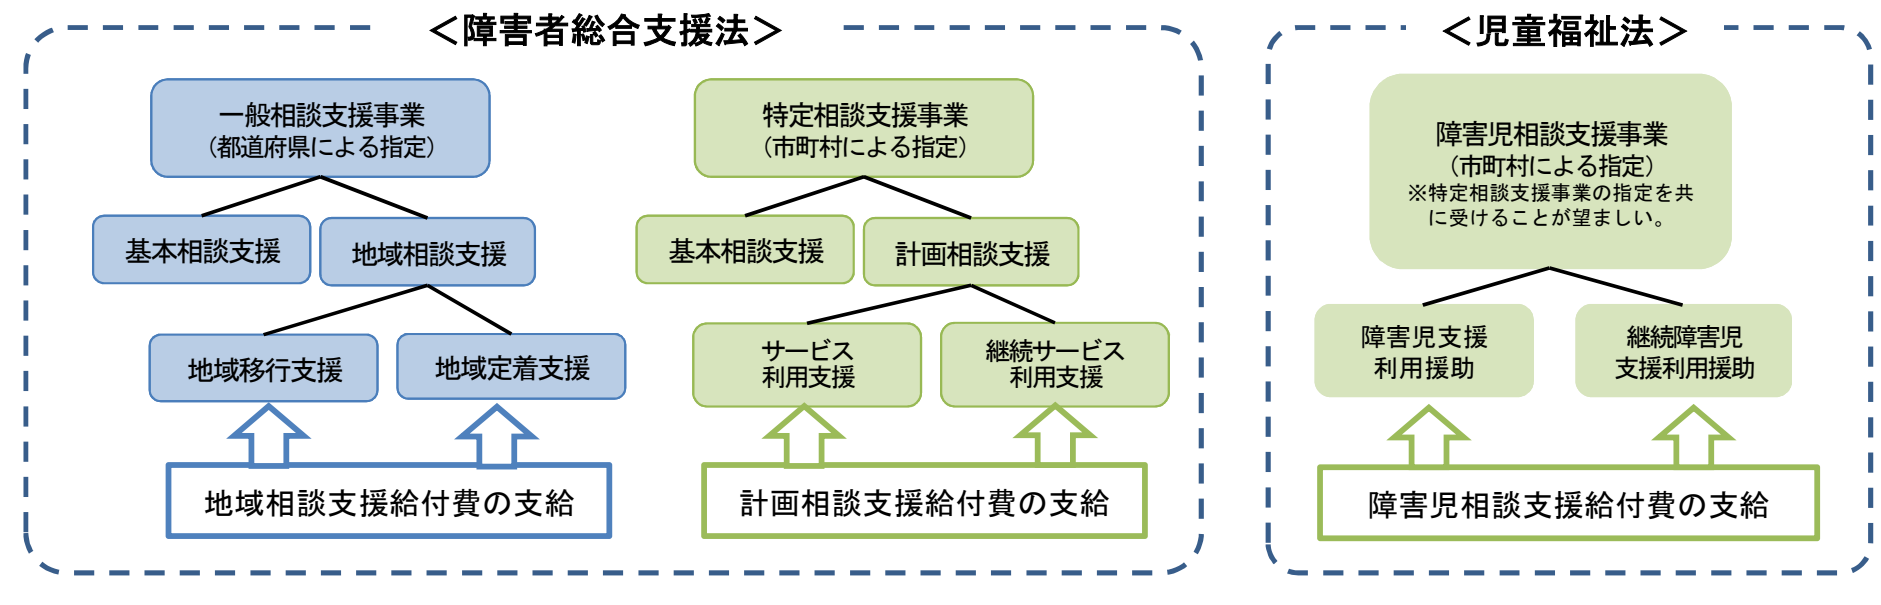 ＜障害者総合支援法＞
一般相談支援事業
（都道府県による指定）
基本相談支援
地域相談支援
地域移行支援
地域定着支援
地域相談支援給付費の支給
特定相談支援事業
（市町村による指定）
基本相談支援
計画相談支援
サービス
利用支援
継続サービス
利用支援
計画相談支援給付費の支給
＜児童福祉法＞
障害児相談支援事業
（市町村による指定）
※特定相談支援事業の指定を共
に受けることが望ましい。
障害児支援
利用援助
継続障害児
支援利用援助
障害児相談支援給付費の支給